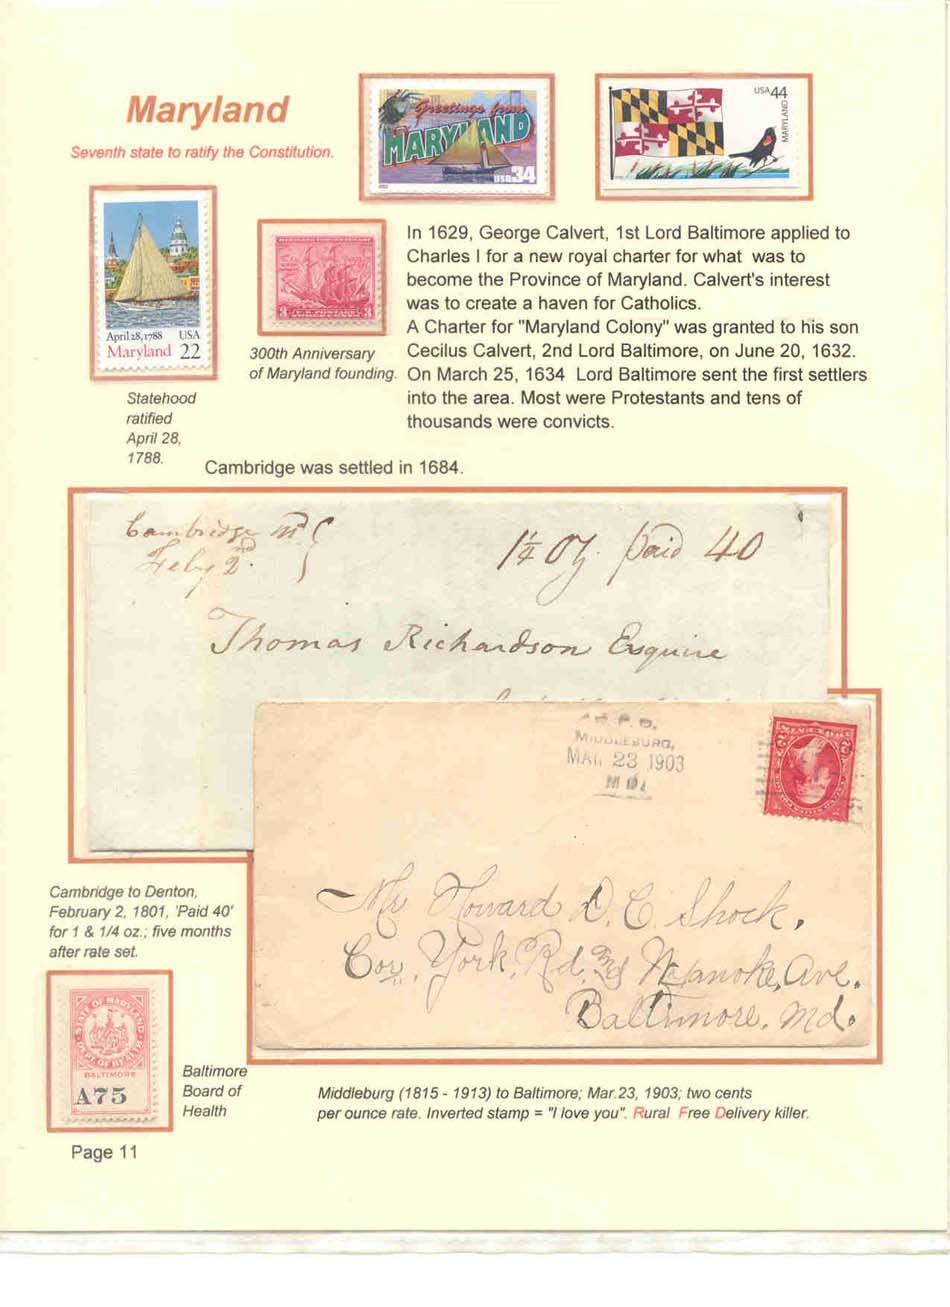 Maryland
Seventh state to ratify the Constitution.
Greetings from
MARYLAND
USA 34
2002
USA 44
MARYLAND
April 28, 1788 USA
Maryland 22
Statehood
ratified
April 28,
1788.
MARYLAND TERCENTENARY
3 U.S. POSTAGE 3
300th Anniversary
of Maryland founding.
In 1629, George Calvert, 1st Lord Baltimore applied to
Charles I for a new royal charter for what was to
become the Province of Maryland. Calvert's interest
was to create a haven for Catholics.
A Charter for "Maryland Colony" was granted to his son
Cecilus Calvert, 2nd Lord Baltimore, on June 20, 1632.
On March 25, 1634 Lord Baltimore sent the first settlers
into the area. Most were Protestants and tens of
thousands were convicts.
Cambridge was settled in 1684.
Cambridge Md
Feby 2nd
1¼ oz. paid 40
Thomas Richardson Esquire
R. F. D.
MIDDLEBURG,
MAR 23 1903
MD.
Mr Howard D. C. Shock,
Cor. York Rd. and Roanoke, Ave.
Baltimore, Md.
Cambridge to Denton,
February 2, 1801, 'Paid 40'
for 1 & 1/4 oz.; five months
after rate set.
STATE OF MARYLAND
DEPT. OF HEALTH
BALTIMORE
A75
Baltimore
Board of
Health
Middleburg (1815 - 1913) to Baltimore; Mar.23, 1903; two cents
per ounce rate. Inverted stamp = "I love you". Rural Free Delivery killer.
Page 11